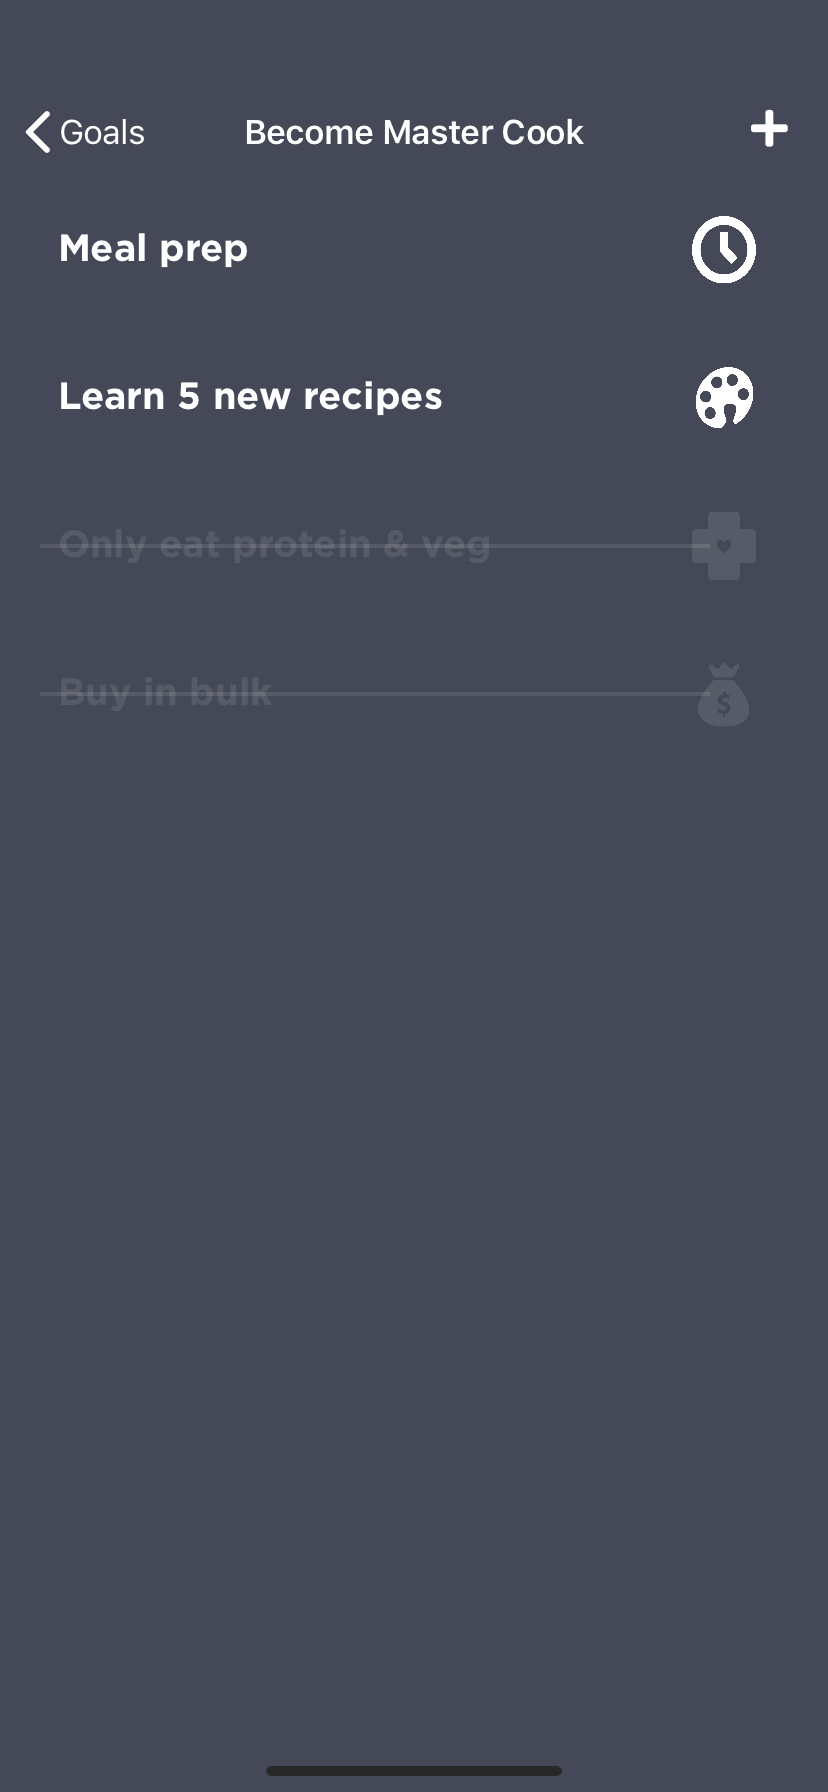 Goals
Become Master Cook
Meal prep
Learn 5 new recipes
Only eat protein & veg
Buy in bulk
$